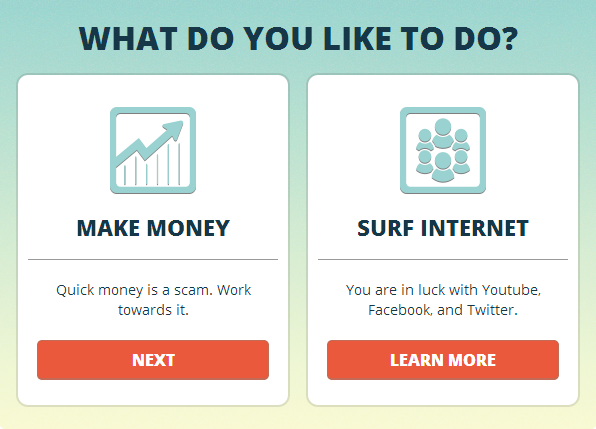 WHAT DO YOU LIKE TO DO?
MAKE MONEY
Quick money is a scam. Work
towards it.
NEXT
SURF INTERNET
You are in luck with Youtube,
Facebook, and Twitter.
LEARN MORE